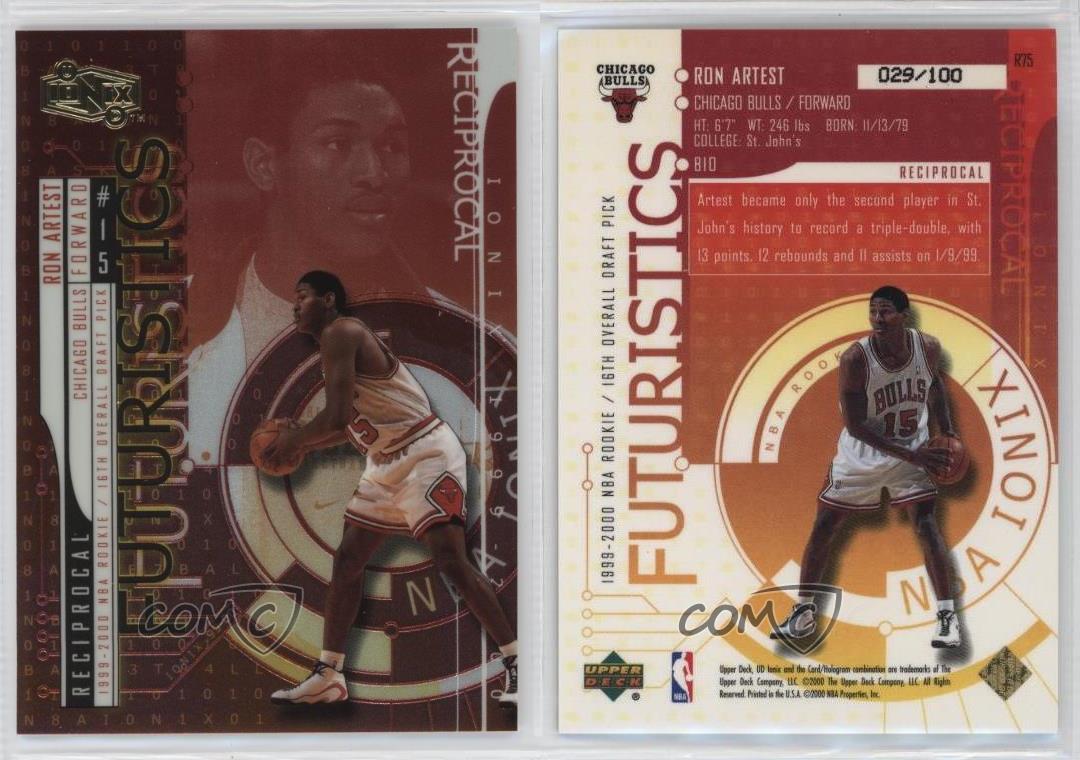 UD
IONIX
TM
FUTURISTICS
RON ARTEST
CHICAGO BULLS FORWARD
#15
RECIPROCAL
1999-2000 NBA ROOKIE / 16TH OVERALL DRAFT PICK
RECIPROCAL
IONIX
NBA
IONIX
15
COMC
CHICAGO
BULLS
RON ARTEST
029/100
R75
CHICAGO BULLS / FORWARD
HT: 6'7" WT: 246 lbs BORN: 11/13/79
COLLEGE: St. John's
BIO
RECIPROCAL
Artest became only the second player in St.
John's history to record a triple-double, with
13 points, 12 rebounds and 11 assists on 1/9/99.
RECIPROCAL
1999-2000 NBA ROOKIE / 16TH OVERALL DRAFT PICK
FUTURISTICS
NBA ROOKIE
NBA IONIX
BULLS
15
COMC
UPPER
DECK
®
NBA
Upper Deck, UD Ionic and the Card/Hologram combination are trademarks of The
Upper Deck Company, LLC. ©2000 The Upper Deck Company, LLC. All Rights
Reserved. Printed in the U.S.A. ©2000 NBA Properties, Inc.